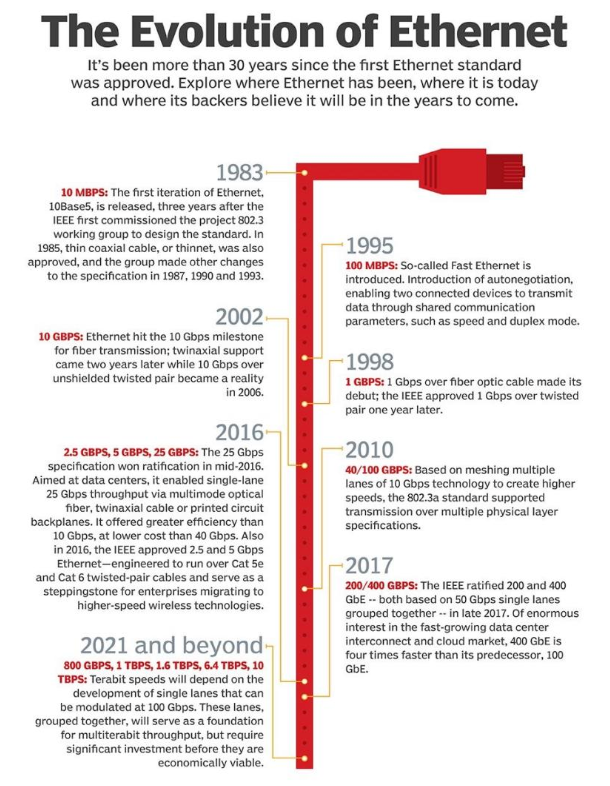 The Evolution of Ethernet
It's been more than 30 years since the first Ethernet standard
was approved. Explore where Ethernet has been, where it is today
and where its backers believe it will be in the years to come.
1983
10 MBPS: The first iteration of Ethernet,
10Base5, is released, three years after the
IEEE first commissioned the project 802.3
working group to design the standard. In
1985, thin coaxial cable, or thinnet, was also
approved, and the group made other changes
to the specification in 1987, 1990 and 1993.
1995
100 MBPS: So-called Fast Ethernet is
introduced. Introduction of autonegotiation,
enabling two connected devices to transmit
data through shared communication
parameters, such as speed and duplex mode.
2002
10 GBPS: Ethernet hit the 10 Gbps milestone
for fiber transmission; twinaxial support
came two years later while 10 Gbps over
unshielded twisted pair became a reality
in 2006.
1998
1 GBPS: 1 Gbps over fiber optic cable made its
debut; the IEEE approved 1 Gbps over twisted
pair one year later.
2016
2.5 GBPS, 5 GBPS, 25 GBPS: The 25 Gbps
specification won ratification in mid-2016.
Aimed at data centers, it enabled single-lane
25 Gbps throughput via multimode optical
fiber, twinaxial cable or printed circuit
backplanes. It offered greater efficiency than
10 Gbps, at lower cost than 40 Gbps. Also
in 2016, the IEEE approved 2.5 and 5 Gbps
Ethernet—engineered to run over Cat 5e
and Cat 6 twisted-pair cables and serve as a
steppingstone for enterprises migrating to
higher-speed wireless technologies.
2010
40/100 GBPS: Based on meshing multiple
lanes of 10 Gbps technology to create higher
speeds, the 802.3a standard supported
transmission over multiple physical layer
specifications.
2017
200/400 GBPS: The IEEE ratified 200 and 400
GbE -- both based on 50 Gbps single lanes
grouped together -- in late 2017. Of enormous
interest in the fast-growing data center
interconnect and cloud market, 400 GbE is
four times faster than its predecessor, 100
GbE.
2021 and beyond
800 GBPS, 1 TBPS, 1.6 TBPS, 6.4 TBPS, 10
TBPS: Terabit speeds will depend on the
development of single lanes that can
be modulated at 100 Gbps. These lanes,
grouped together, will serve as a foundation
for multiterabit throughput, but require
significant investment before they are
economically viable.